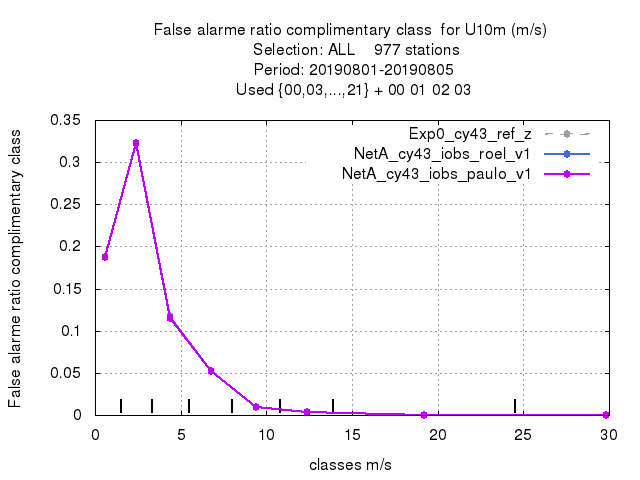 False alarme ratio complimentary class  for U10m (m/s)
Selection: ALL    977 stations
Period: 20190801-20190805
Used {00,03,...,21} + 00 01 02 03
Exp0_cy43_ref_z
NetA_cy43_iobs_roel_v1
NetA_cy43_iobs_paulo_v1
False alarme ratio complimentary class
0.35
0.3
0.25
0.2
0.15
0.1
0.05
0
0 5 10 15 20 25 30
classes m/s